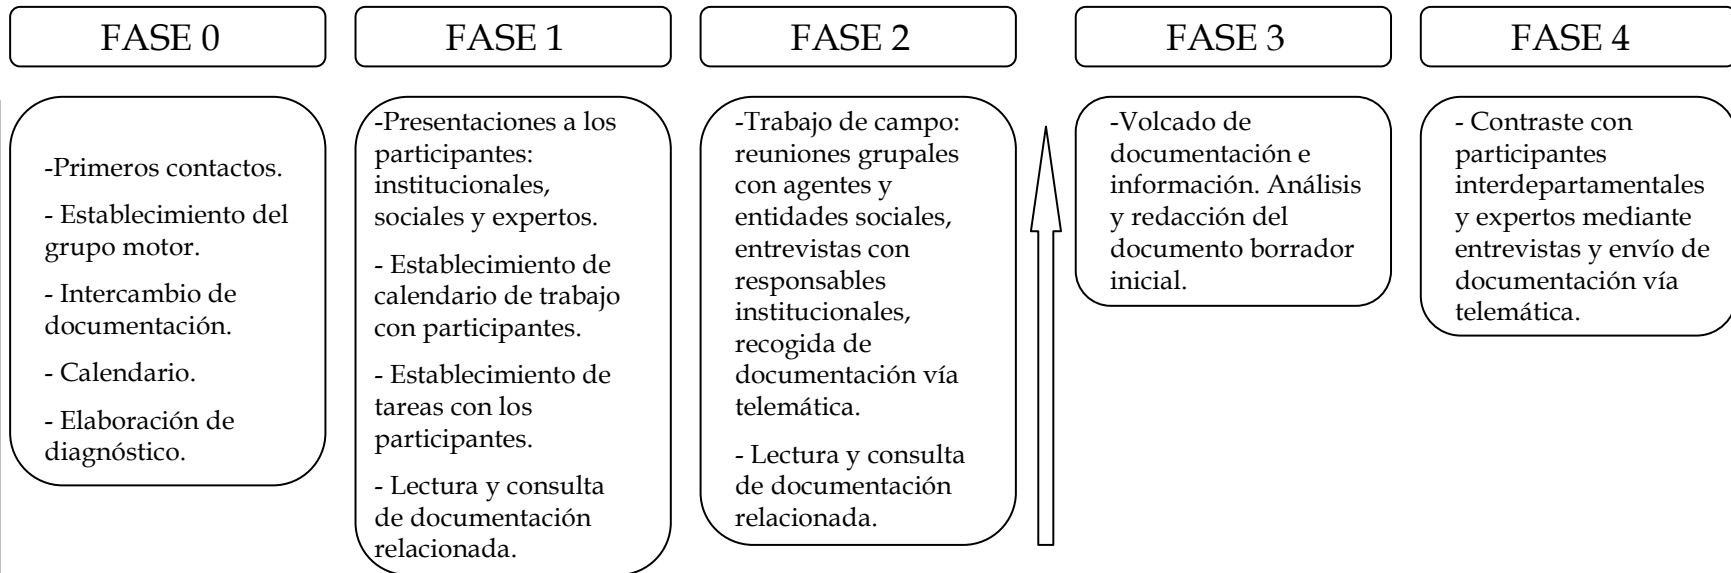 FASE 0
-Primeros contactos.
- Establecimiento del
grupo motor.
- Intercambio de
documentación.
- Calendario.
- Elaboración de
diagnóstico.
FASE 1
-Presentaciones a los
participantes:
institucionales,
sociales y expertos.
- Establecimiento de
calendario de trabajo
con participantes.
- Establecimiento de
tareas con los
participantes.
- Lectura y consulta
de documentación
relacionada.
FASE 2
-Trabajo de campo:
reuniones grupales
con agentes y
entidades sociales,
entrevistas con
responsables
institucionales,
recogida de
documentación vía
telemática.
- Lectura y consulta
de documentación
relacionada.
FASE 3
-Volcado de
documentación e
información. Análisis
y redacción del
documento borrador
inicial.
FASE 4
- Contraste con
participantes
interdepartamentales
y expertos mediante
entrevistas y envío de
documentación vía
telemática.